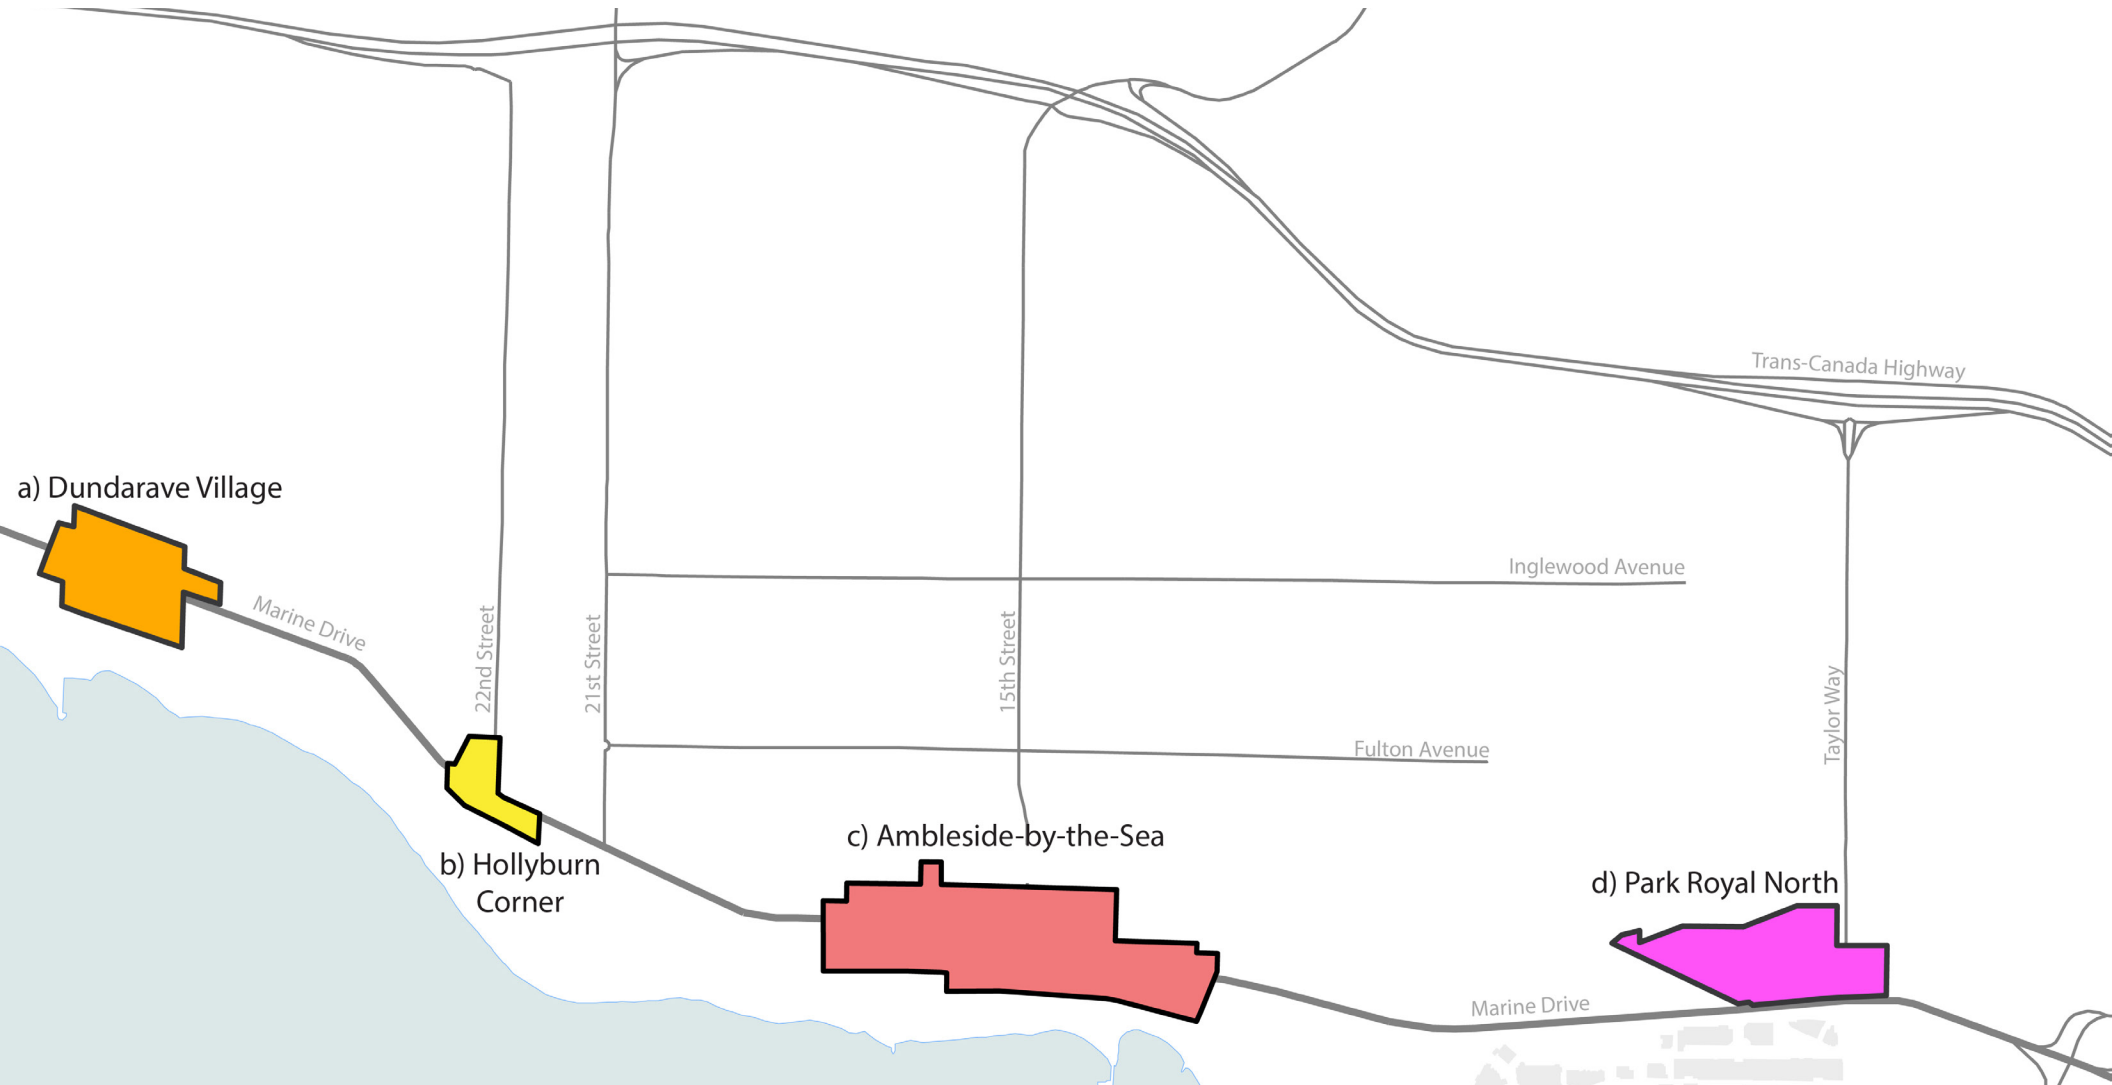 Trans-Canada Highway
a) Dundarave Village
Inglewood Avenue
Marine Drive
22nd Street
21st Street
15th Street
Taylor Way
Fulton Avenue
c) Ambleside-by-the-Sea
b) Hollyburn
Corner
d) Park Royal North
Marine Drive